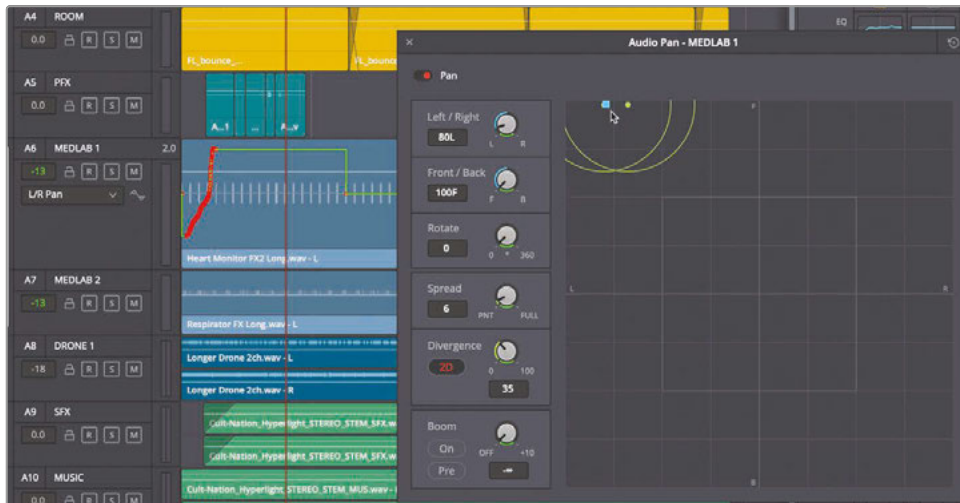 A4 ROOM
0.0 R S M
FL_bounce_...
EQ
Audio Pan - MEDLAB 1
A5 PFX
0.0 R S M
A...1 ... A...v
Pan
Left / Right
80L
L R
Front / Back
100F
F B
Rotate
0
0 360
Spread
6
PNT FULL
Divergence
2D
0 100
35
Boom
On
OFF +10
Pre
-∞
F
L R
B
A6 MEDLAB 1 2.0
-13 R S M
L/R Pan
Heart Monitor FX2 Long.wav - L
A7 MEDLAB 2
-13 R S M
Respirator FX Long.wav - L
A8 DRONE 1
-18 R S M
Longer Drone 2ch.wav - L
Longer Drone 2ch.wav - R
A9 SFX
0.0 R S M
Cult-Nation_Hyperlight_STEREO_STEM_SFX.w
Cult-Nation_Hyperlight_STEREO_STEM_SFX.w
A10 MUSIC
0.0 R S M
Cult-Nation_Hyperlight_STEREO_STEM_MUS.wav -